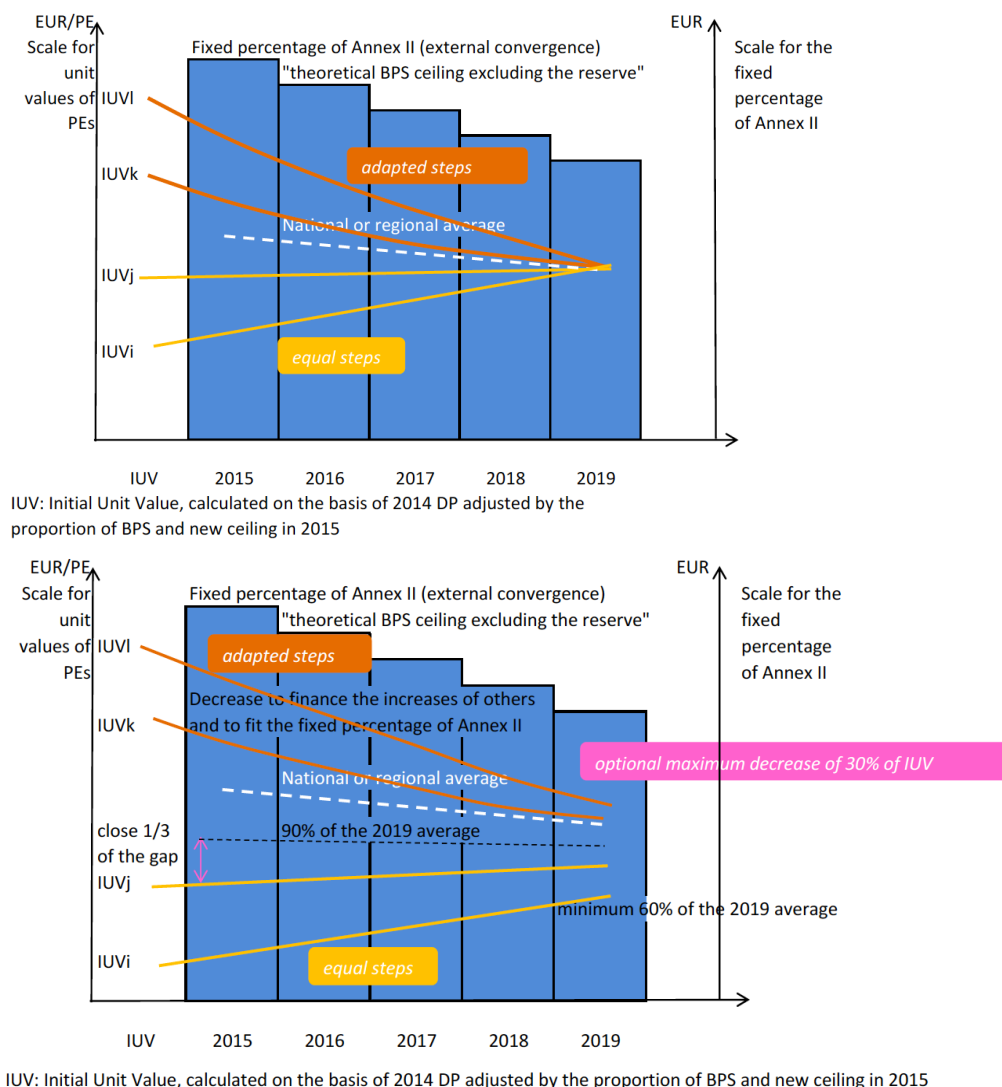 EUR/PE
Scale for
unit
values of
PEs
Fixed percentage of Annex II (external convergence)
"theoretical BPS ceiling excluding the reserve"
EUR
Scale for the
fixed
percentage
of Annex II
IUVl
adapted steps
IUVk
National or regional average
IUVj
IUVi
equal steps
IUV 2015 2016 2017 2018 2019
IUV: Initial Unit Value, calculated on the basis of 2014 DP adjusted by the
proportion of BPS and new ceiling in 2015
EUR/PE
Scale for
unit
values of
PEs
Fixed percentage of Annex II (external convergence)
"theoretical BPS ceiling excluding the reserve"
EUR
Scale for the
fixed
percentage
of Annex II
IUVl
adapted steps
Decrease to finance the increases of others
and to fit the fixed percentage of Annex II
IUVk
optional maximum decrease of 30% of IUV
National or regional average
close 1/3
of the gap
90% of the 2019 average
IUVj
minimum 60% of the 2019 average
IUVi
equal steps
IUV 2015 2016 2017 2018 2019
IUV: Initial Unit Value, calculated on the basis of 2014 DP adjusted by the proportion of BPS and new ceiling in 2015